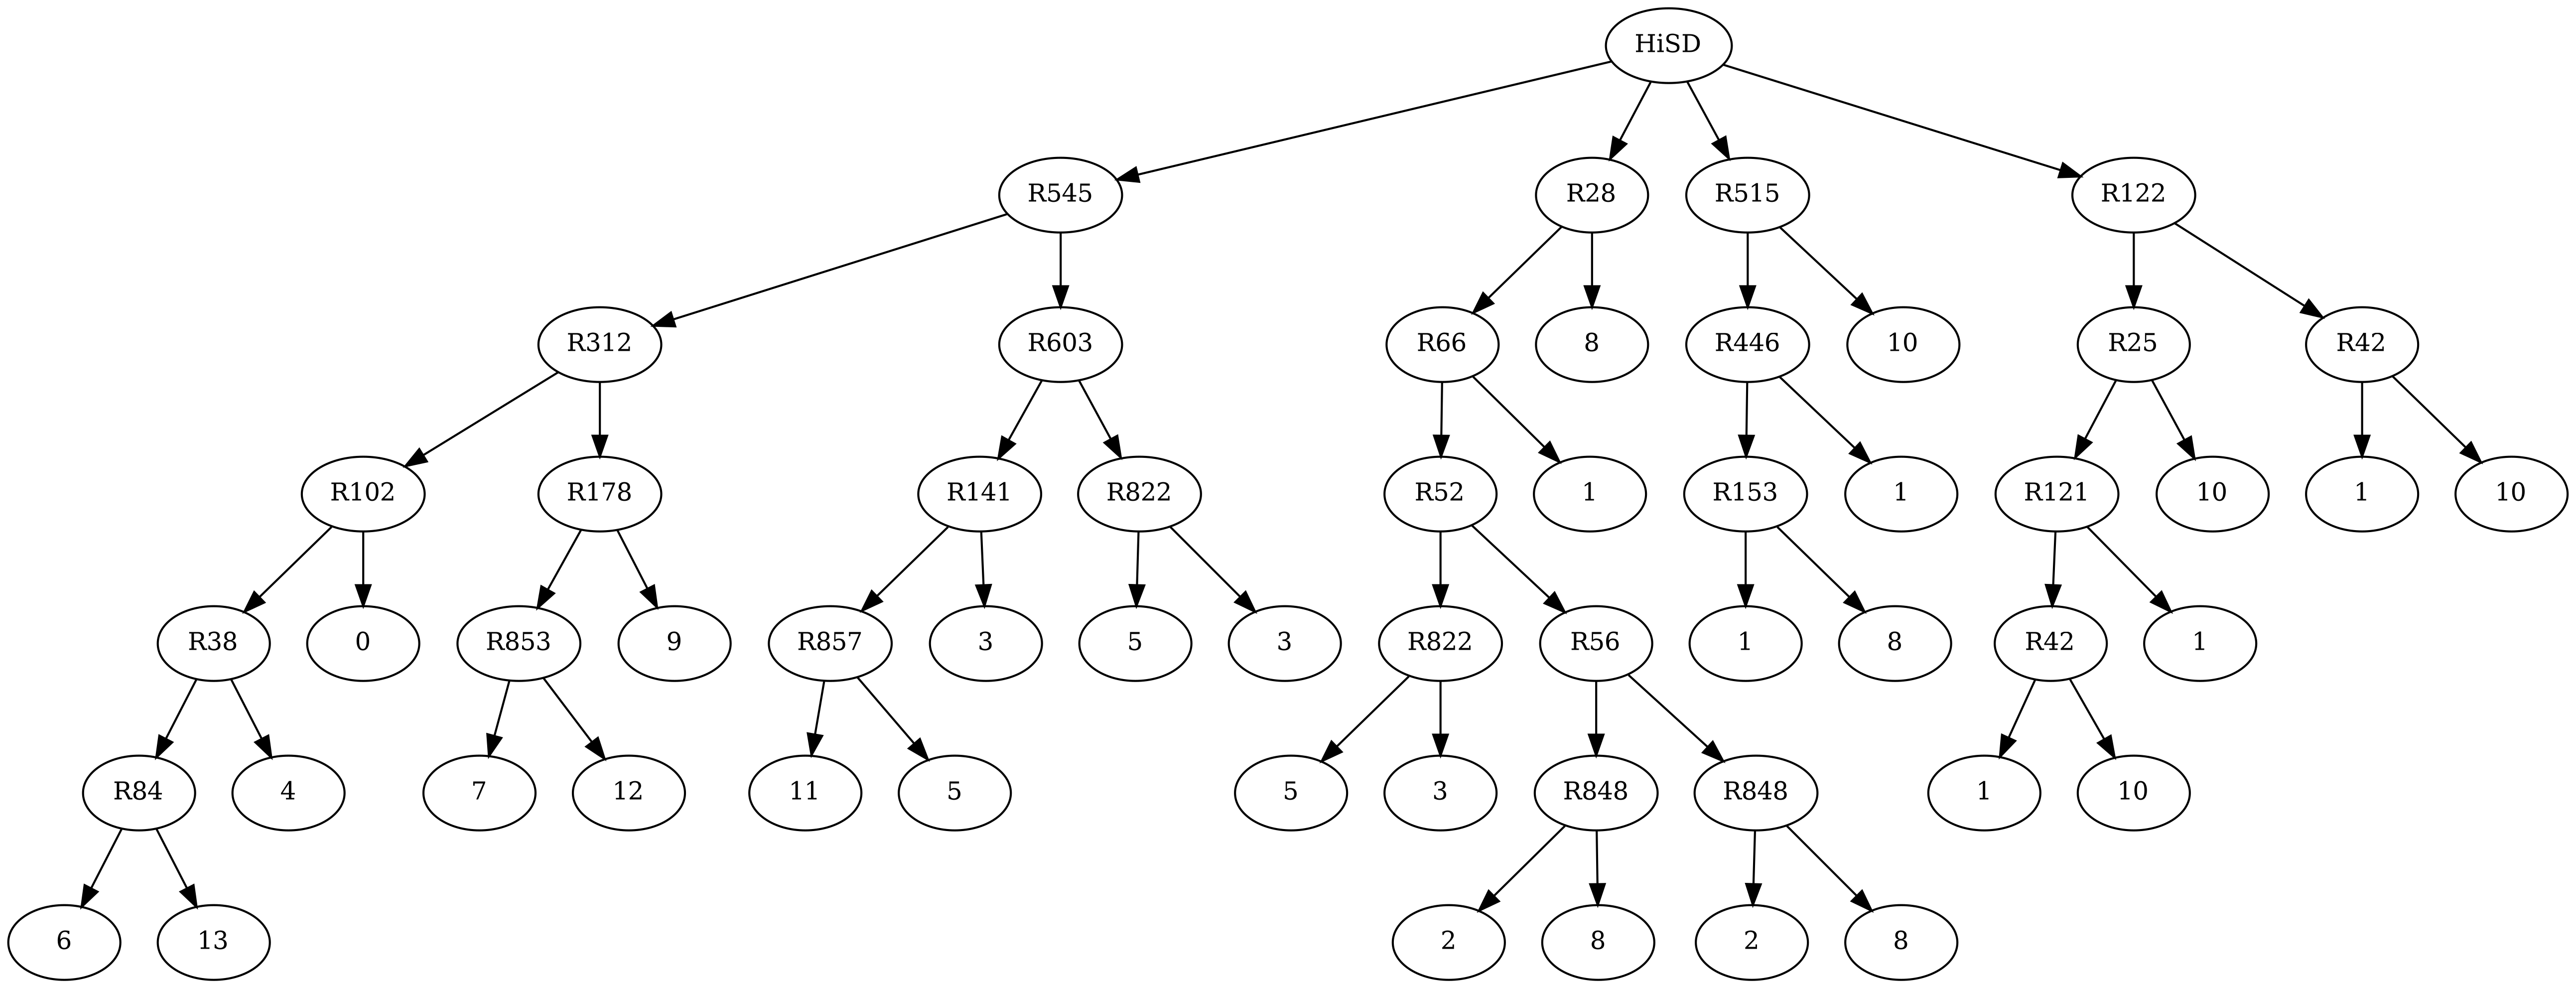 HiSD
R545 R28 R515 R122
R312 R603 R66 8 R446 10 R25 R42
R102 R178 R141 R822 R52 1 R153 1 R121 10 1 10
R38 0 R853 9 R857 3 5 3 R822 R56 1 8 R42 1
R84 4 7 12 11 5 5 3 R848 R848 1 10
6 13 2 8 2 8